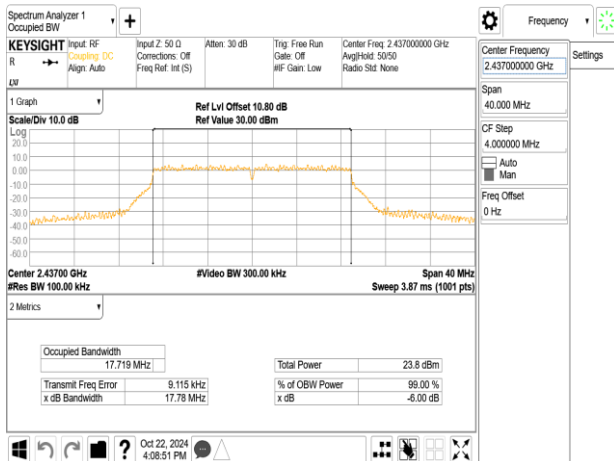 Spectrum Analyzer 1
Occupied BW
Frequency
KEYSIGHT
R
LXI
Input: RF
Coupling: DC
Align: Auto
Input Z: 50 Ω
Corrections: Off
Freq Ref: Int (S)
Atten: 30 dB
Trig: Free Run
Gate: Off
#IF Gain: Low
Center Freq: 2.437000000 GHz
Avg|Hold: 50/50
Radio Std: None
Center Frequency
2.437000000 GHz
Settings
Span
40.000 MHz
CF Step
4.000000 MHz
Auto
Man
Freq Offset
0 Hz
1 Graph
Scale/Div 10.0 dB
Ref Lvl Offset 10.80 dB
Ref Value 30.00 dBm
Log
20.0
10.0
0.00
-10.0
-20.0
-30.0
-40.0
-50.0
-60.0
Center 2.43700 GHz
#Video BW 300.00 kHz
Span 40 MHz
#Res BW 100.00 kHz
Sweep 3.87 ms (1001 pts)
2 Metrics
Occupied Bandwidth
17.719 MHz
Total Power 23.8 dBm
Transmit Freq Error 9.115 kHz
% of OBW Power 99.00 %
x dB Bandwidth 17.78 MHz
x dB -6.00 dB
?
Oct 22, 2024
4:08:51 PM